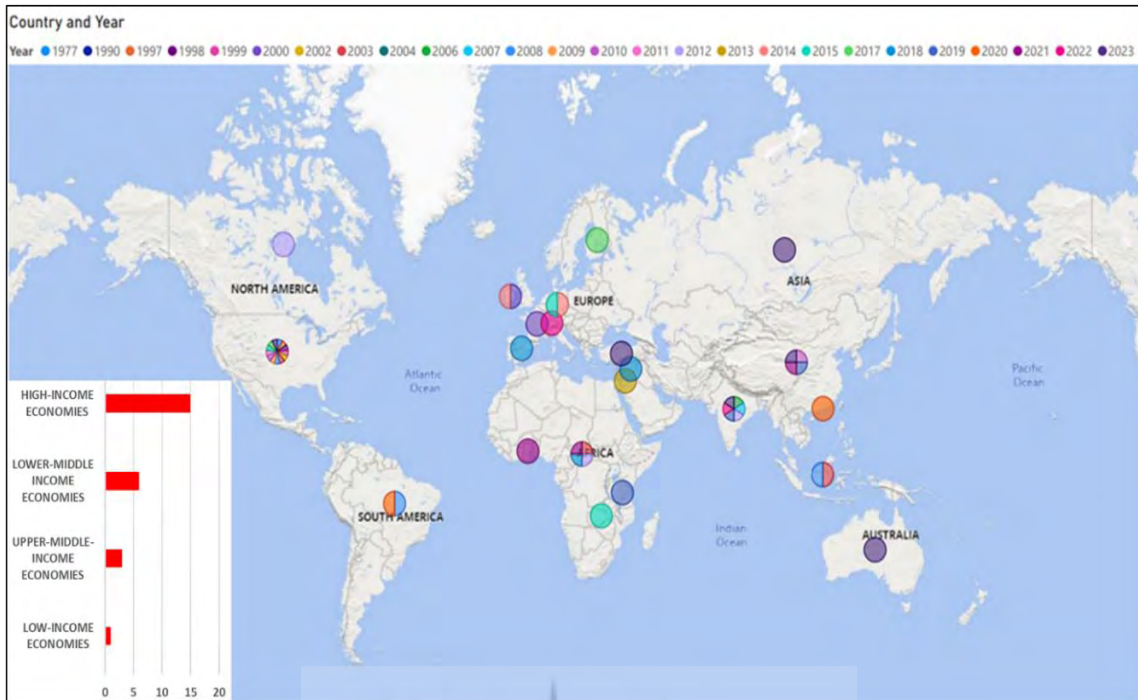 Country and Year
Year 1977 1990 1997 1998 1999 2000 2002 2003 2004 2006 2007 2008 2009 2010 2011 2012 2013 2014 2015 2017 2018 2019 2020 2021 2022 2023
NORTH AMERICA
EUROPE
ASIA
Atlantic
Ocean
Pacific
Ocean
AFRICA
SOUTH AMERICA
Indian
Ocean
AUSTRALIA
HIGH-INCOME
ECONOMIES
LOWER-MIDDLE
INCOME
ECONOMIES
UPPER-MIDDLE-
INCOME
ECONOMIES
LOW-INCOME
ECONOMIES
0 5 10 15 20